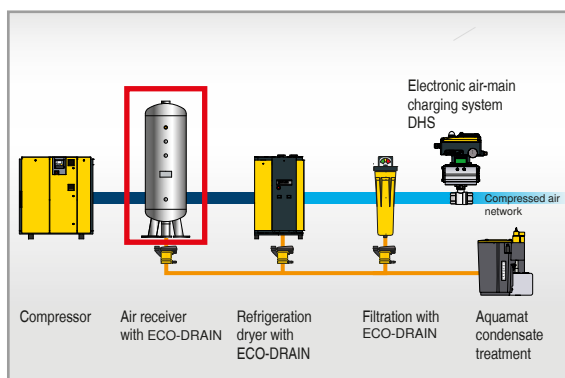 Electronic air-main
charging system
DHS
Compressed air
network
Compressor
Air receiver
with ECO-DRAIN
Refrigeration
dryer with
ECO-DRAIN
Filtration with
ECO-DRAIN
Aquamat
condensate
treatment